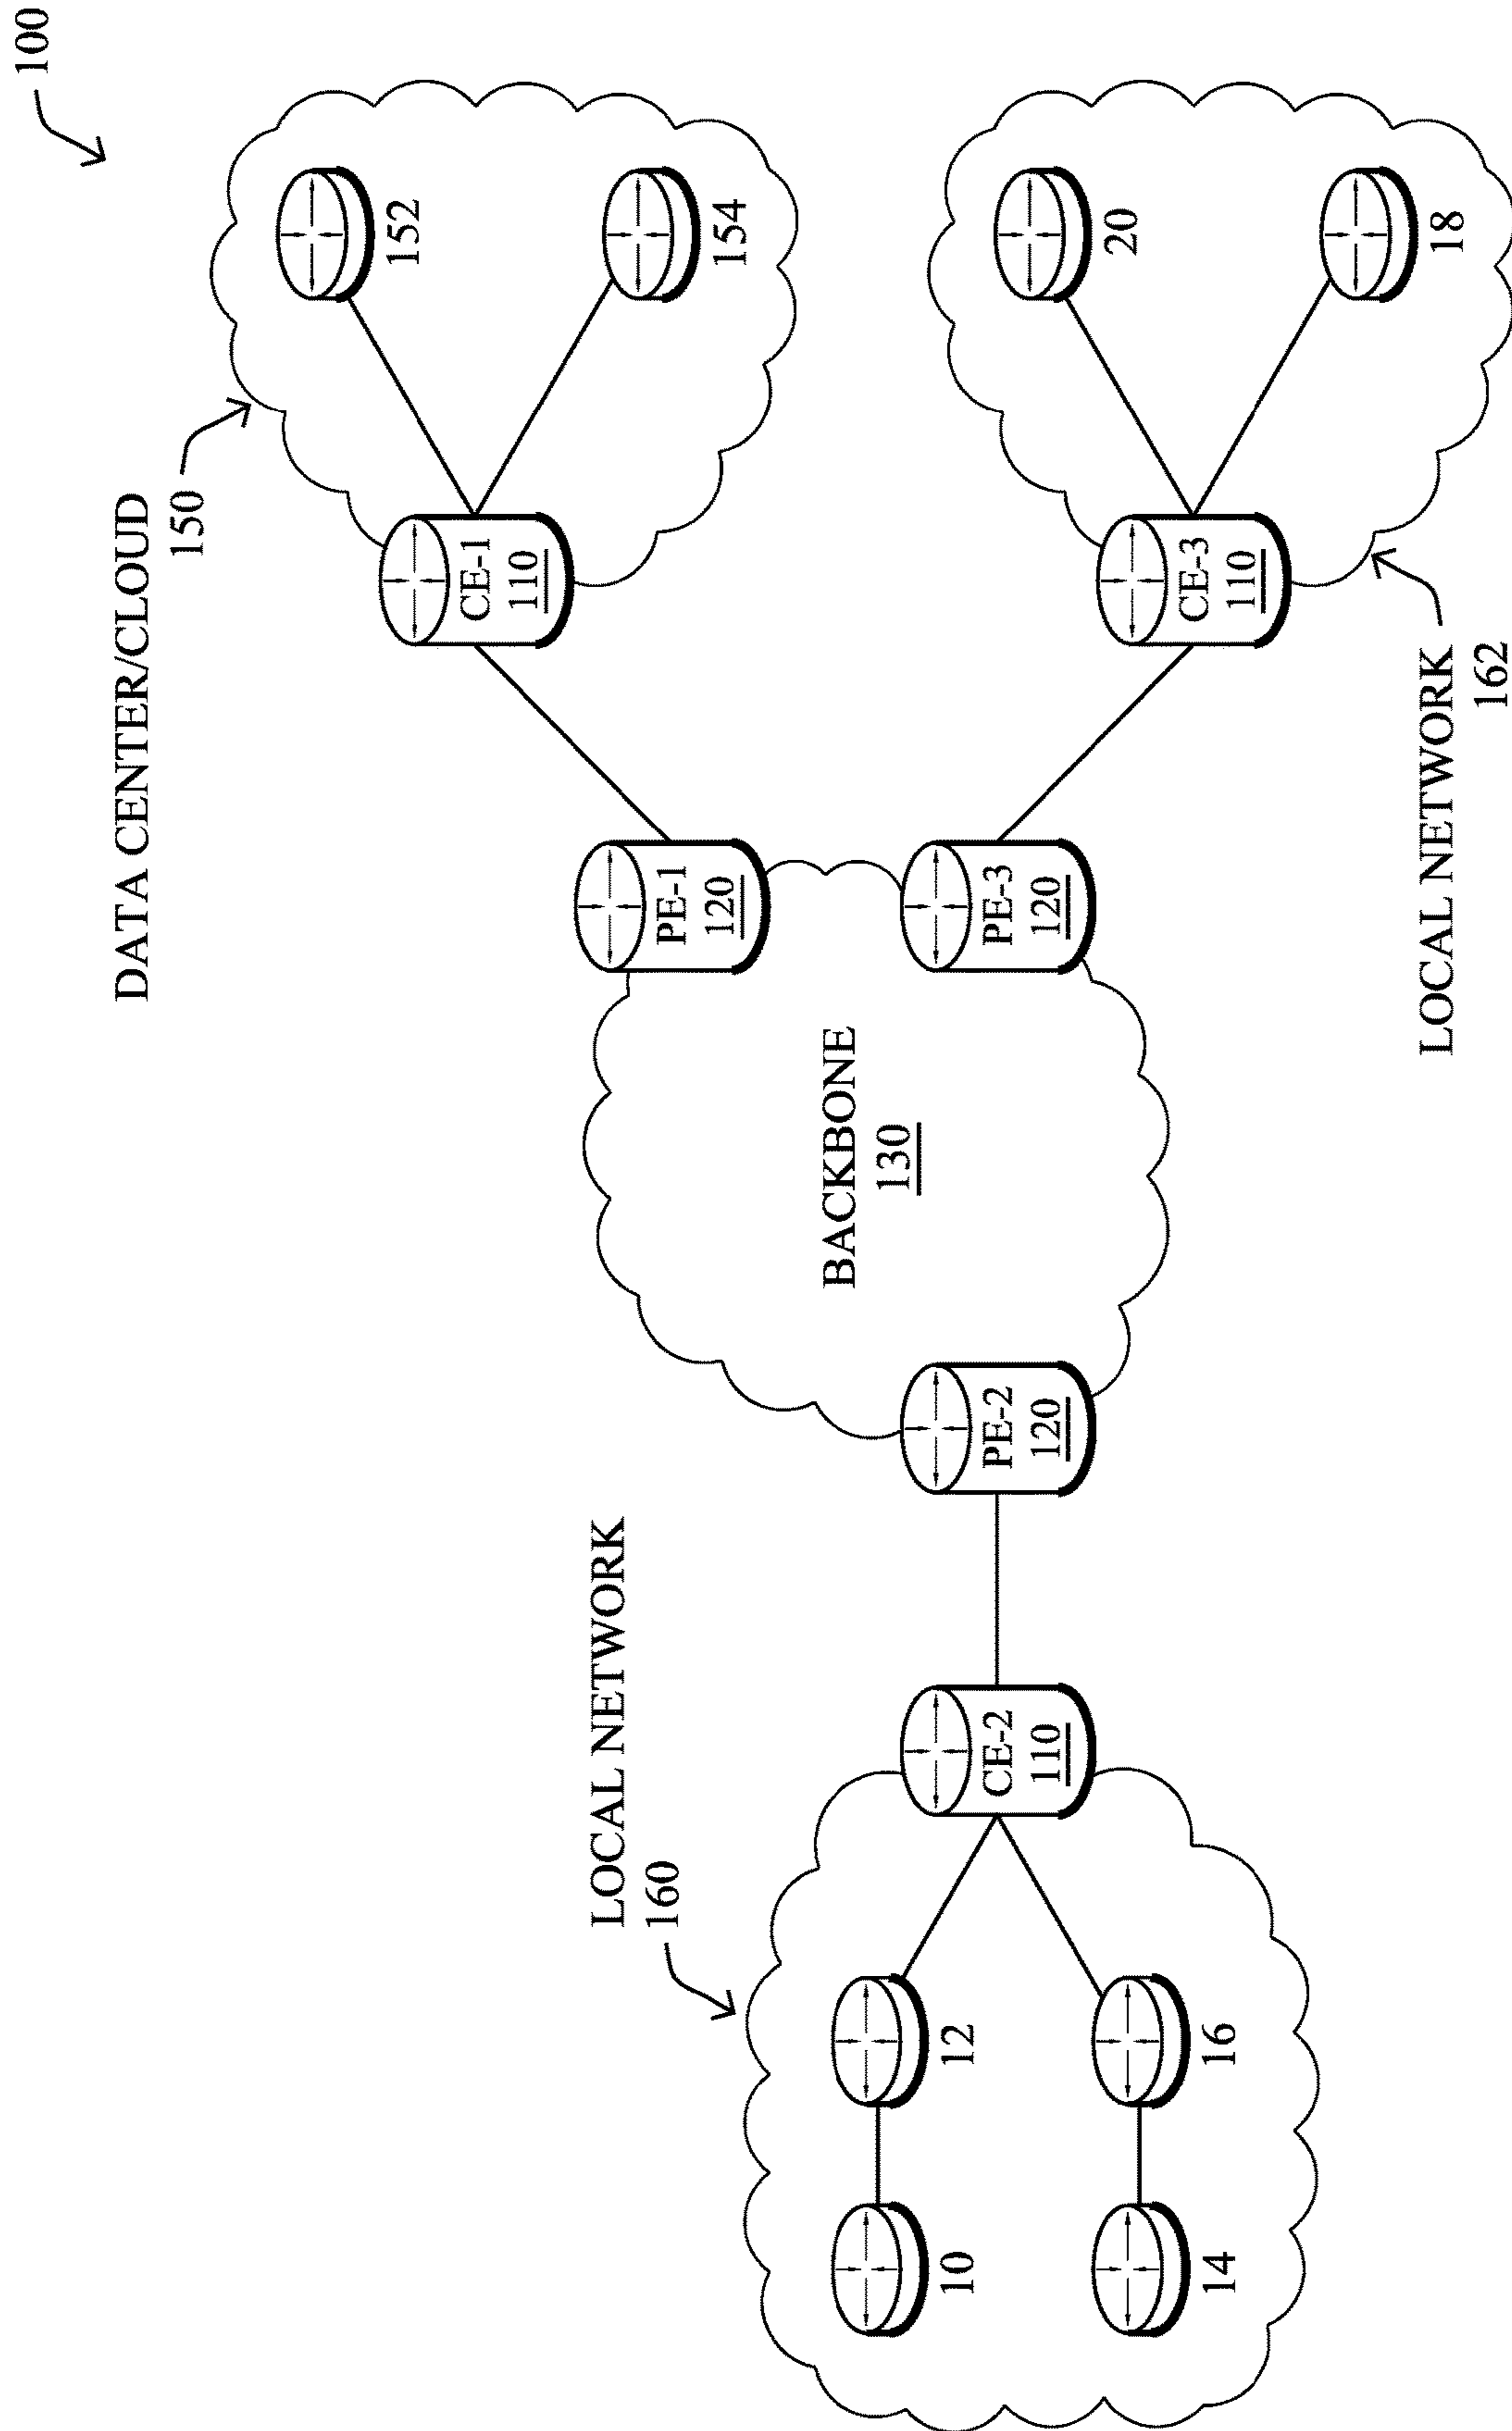 100
DATA CENTER/CLOUD
150
152
154
CE-1
110
PE-1
120
LOCAL NETWORK
160
BACKBONE
130
10
12
CE-2
110
PE-2
120
PE-3
120
CE-3
110
20
14
16
18
LOCAL NETWORK
162